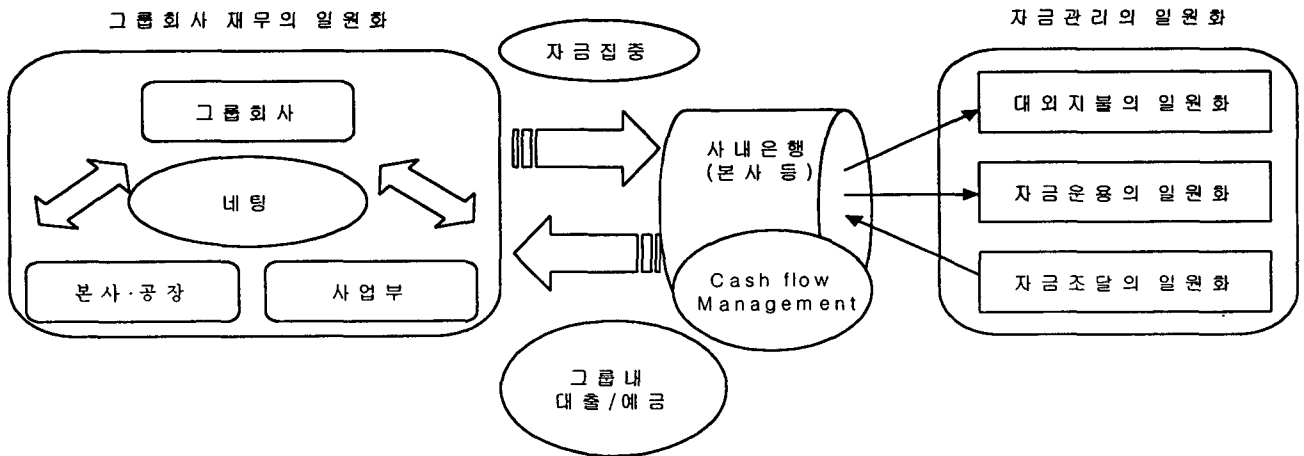 그룹회사 재무의 일원화
자금관리의 일원화
자금집중
그룹회사
네팅
본사·공장
사업부
사내은행
(본사 등)
Cash flow
Management
그룹내
대출/예금
대외지불의 일원화
자금운용의 일원화
자금조달의 일원화